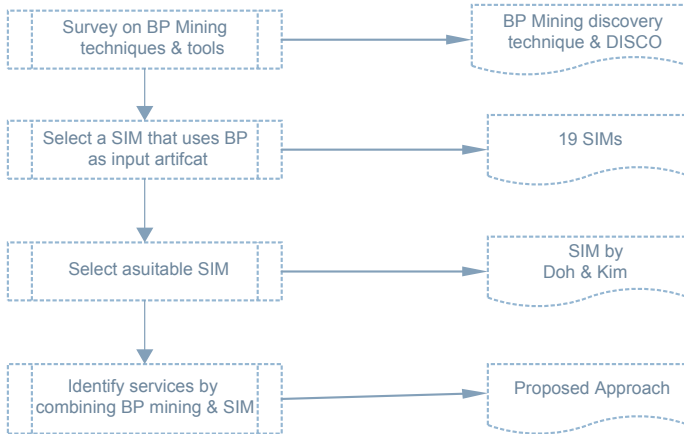 Survey on BP Mining
techniques & tools
BP Mining discovery
technique & DISCO
Select a SIM that uses BP
as input artifcat
19 SIMs
Select asuitable SIM
SIM by
Doh & Kim
Identify services by
combining BP mining & SIM
Proposed Approach